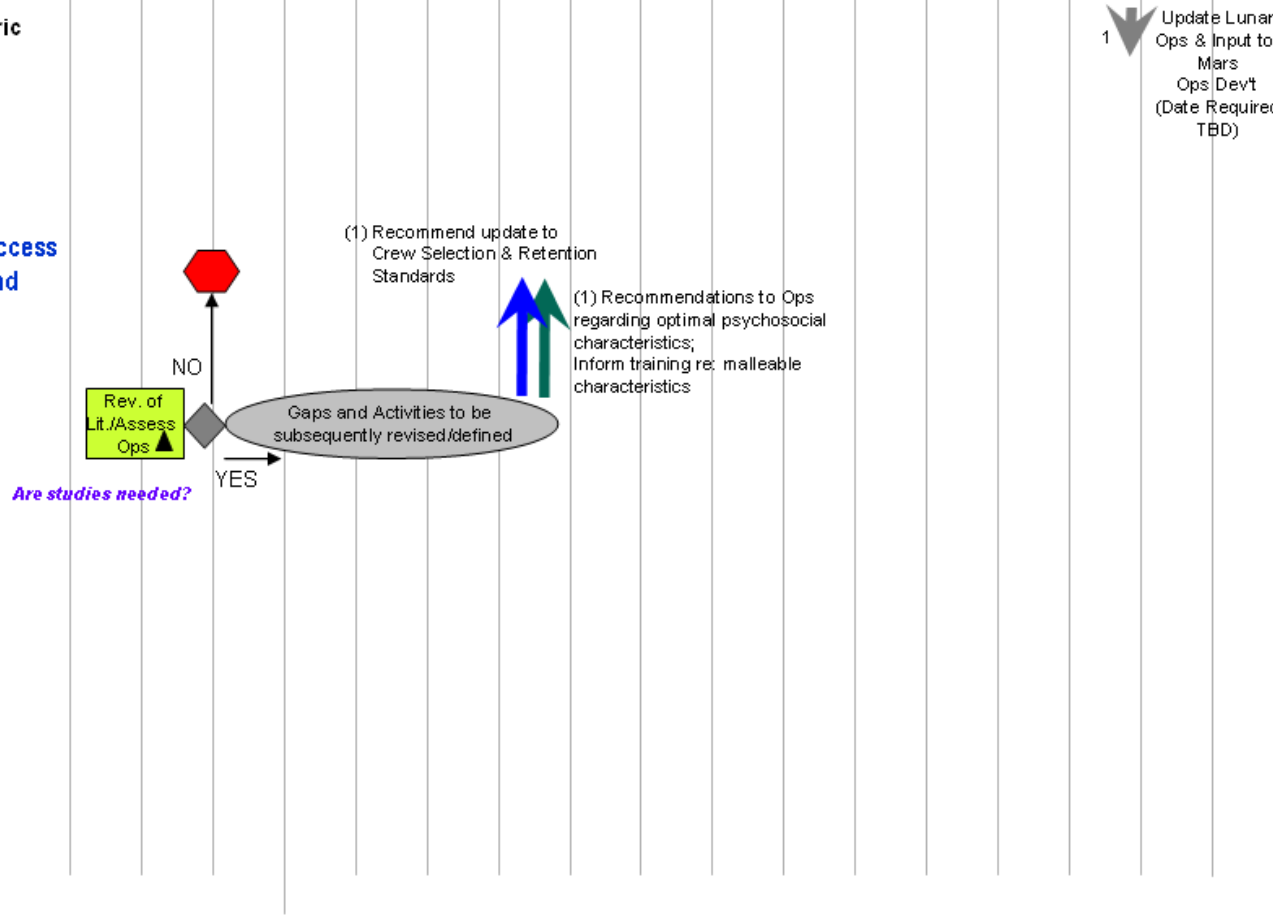 ric
1
Update Lunar
Ops & Input to
Mars
Ops Dev't
(Date Required
TBD)
ccess
nd
(1) Recommend update to
Crew Selection & Retention
Standards
(1) Recommendations to Ops
regarding optimal psychosocial
characteristics;
Inform training re: malleable
characteristics
NO
Rev. of
Lit./Assess
Ops
Gaps and Activities to be
subsequently revised/defined
YES
Are studies needed?